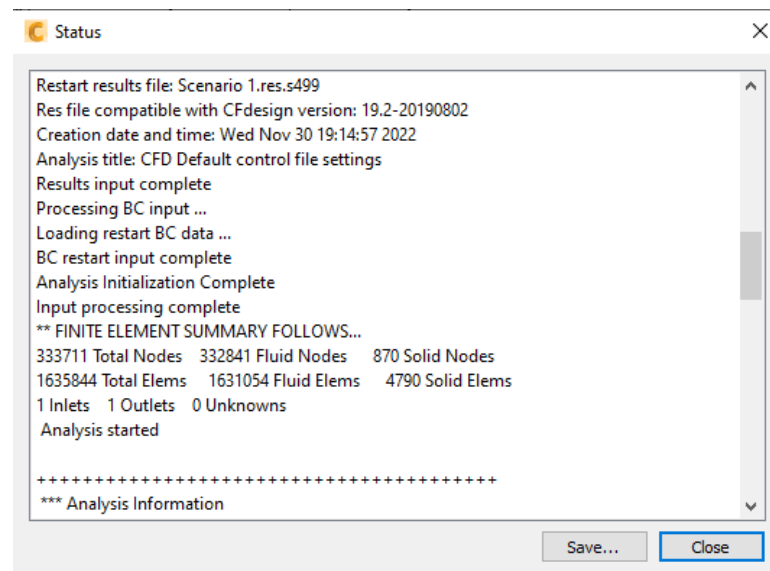 Status
Restart results file: Scenario 1.res.s499
Res file compatible with CFdesign version: 19.2-20190802
Creation date and time: Wed Nov 30 19:14:57 2022
Analysis title: CFD Default control file settings
Results input complete
Processing BC input ...
Loading restart BC data ...
BC restart input complete
Analysis Initialization Complete
Input processing complete
** FINITE ELEMENT SUMMARY FOLLOWS...
333711 Total Nodes 332841 Fluid Nodes 870 Solid Nodes
1635844 Total Elems 1631054 Fluid Elems 4790 Solid Elems
1 Inlets 1 Outlets 0 Unknowns
Analysis started
++++++++++++++++++++++++++++++++++++++++
*** Analysis Information
Save... Close